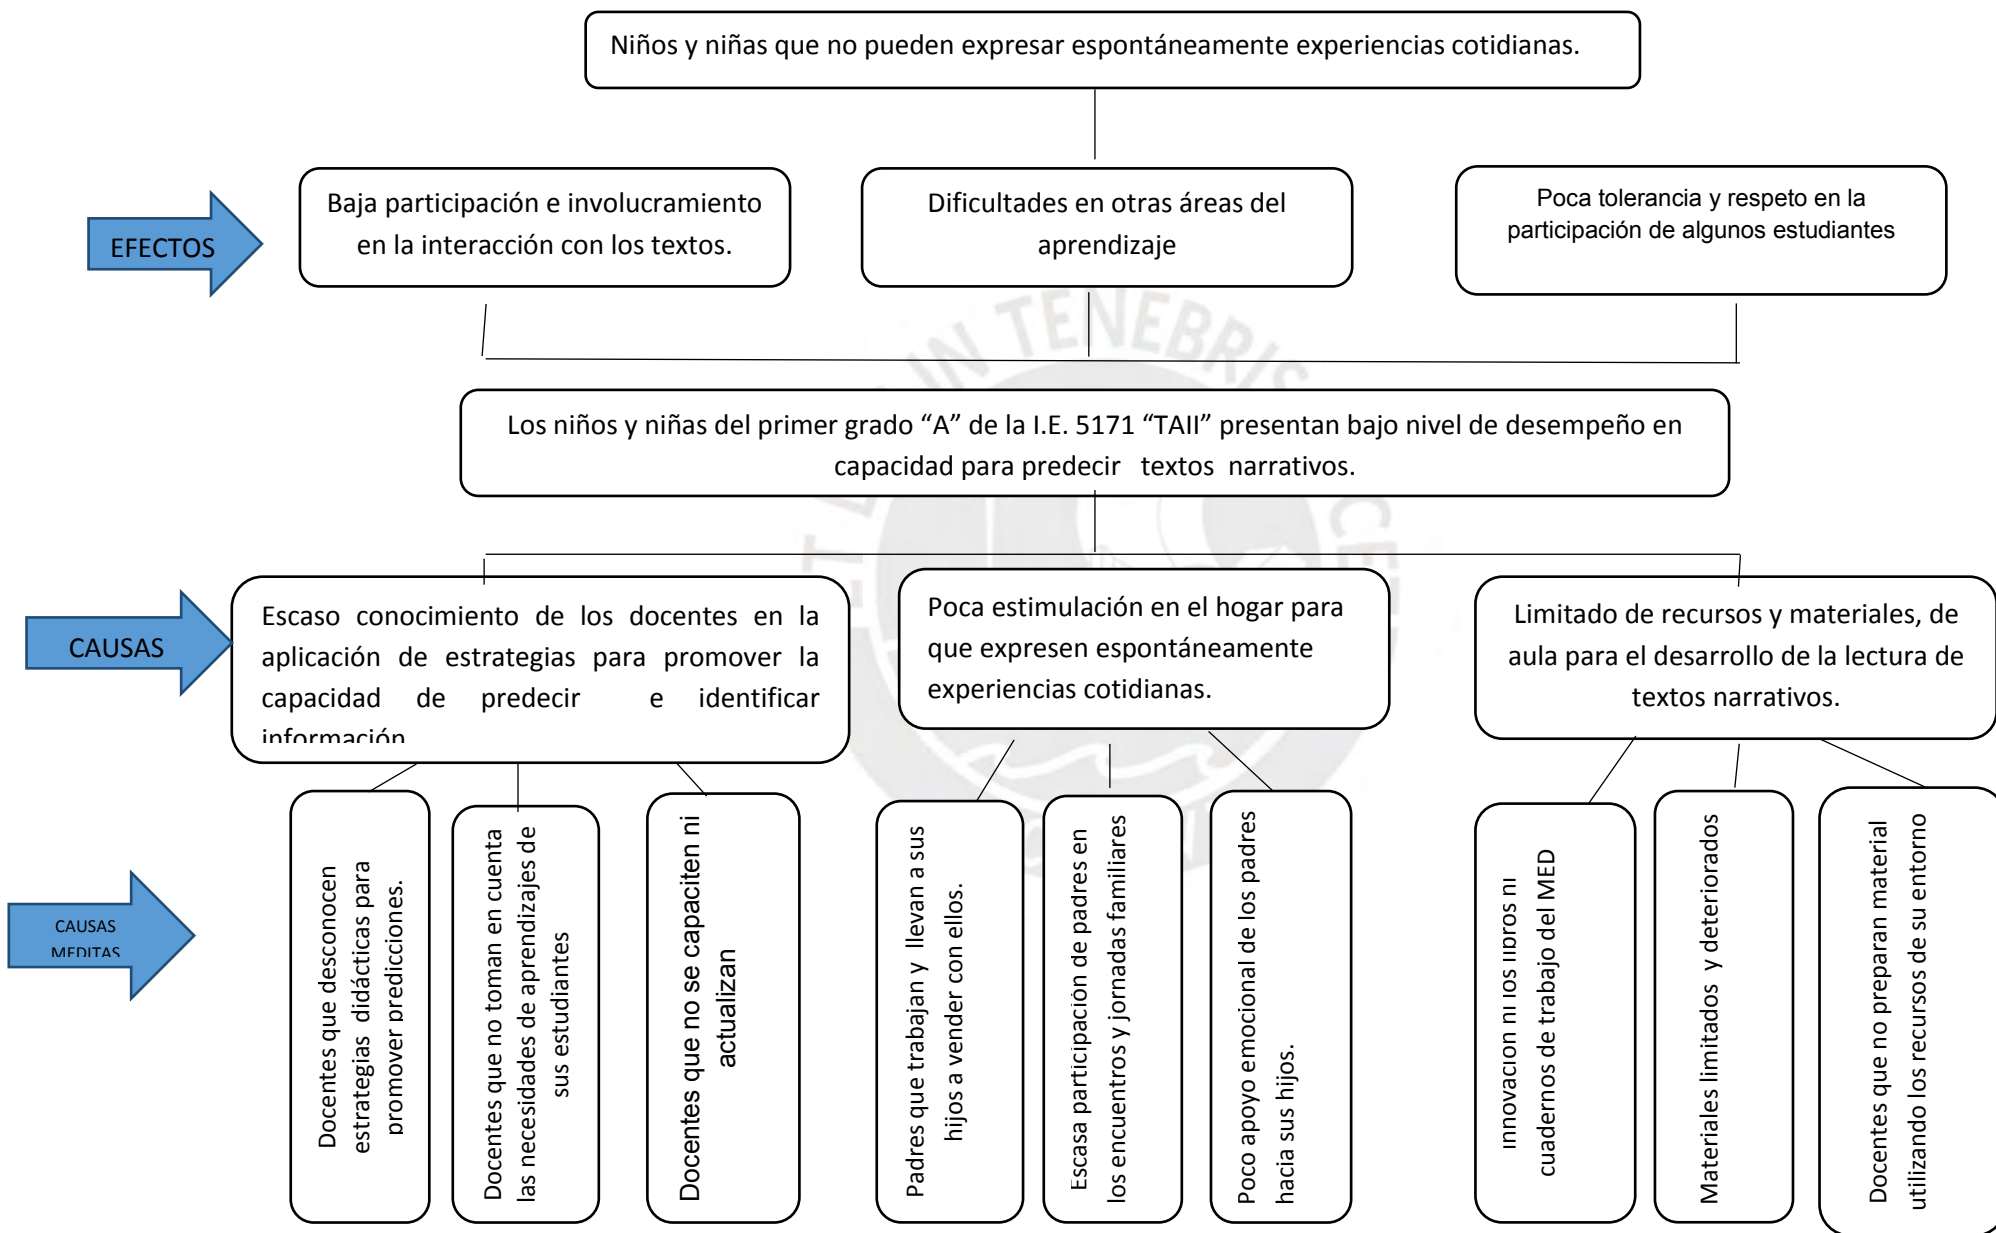 Niños y niñas que no pueden expresar espontáneamente experiencias cotidianas.
EFECTOS
Baja participación e involucramiento
en la interacción con los textos.
Dificultades en otras áreas del
aprendizaje
Poca tolerancia y respeto en la
participación de algunos estudiantes
IN TENEBRIS
Los niños y niñas del primer grado “A” de la I.E. 5171 “TAII” presentan bajo nivel de desempeño en
capacidad para predecir textos narrativos.
CAUSAS
Escaso conocimiento de los docentes en la
aplicación de estrategias para promover la
capacidad de predecir e identificar
información
Poca estimulación en el hogar para
que expresen espontáneamente
experiencias cotidianas.
Limitado de recursos y materiales, de
aula para el desarrollo de la lectura de
textos narrativos.
CAUSAS
MEDITAS
Docentes que desconocen
estrategias didácticas para
promover predicciones.
Docentes que no toman en cuenta
las necesidades de aprendizajes de
sus estudiantes
Docentes que no se capaciten ni
actualizan
Padres que trabajan y llevan a sus
hijos a vender con ellos.
Escasa participación de padres en
los encuentros y jornadas familiares
Poco apoyo emocional de los padres
hacia sus hijos.
Innovación ni los libros ni
cuadernos de trabajo del MED
Materiales limitados y deteriorados
Docentes que no preparan material
utilizando los recursos de su entorno